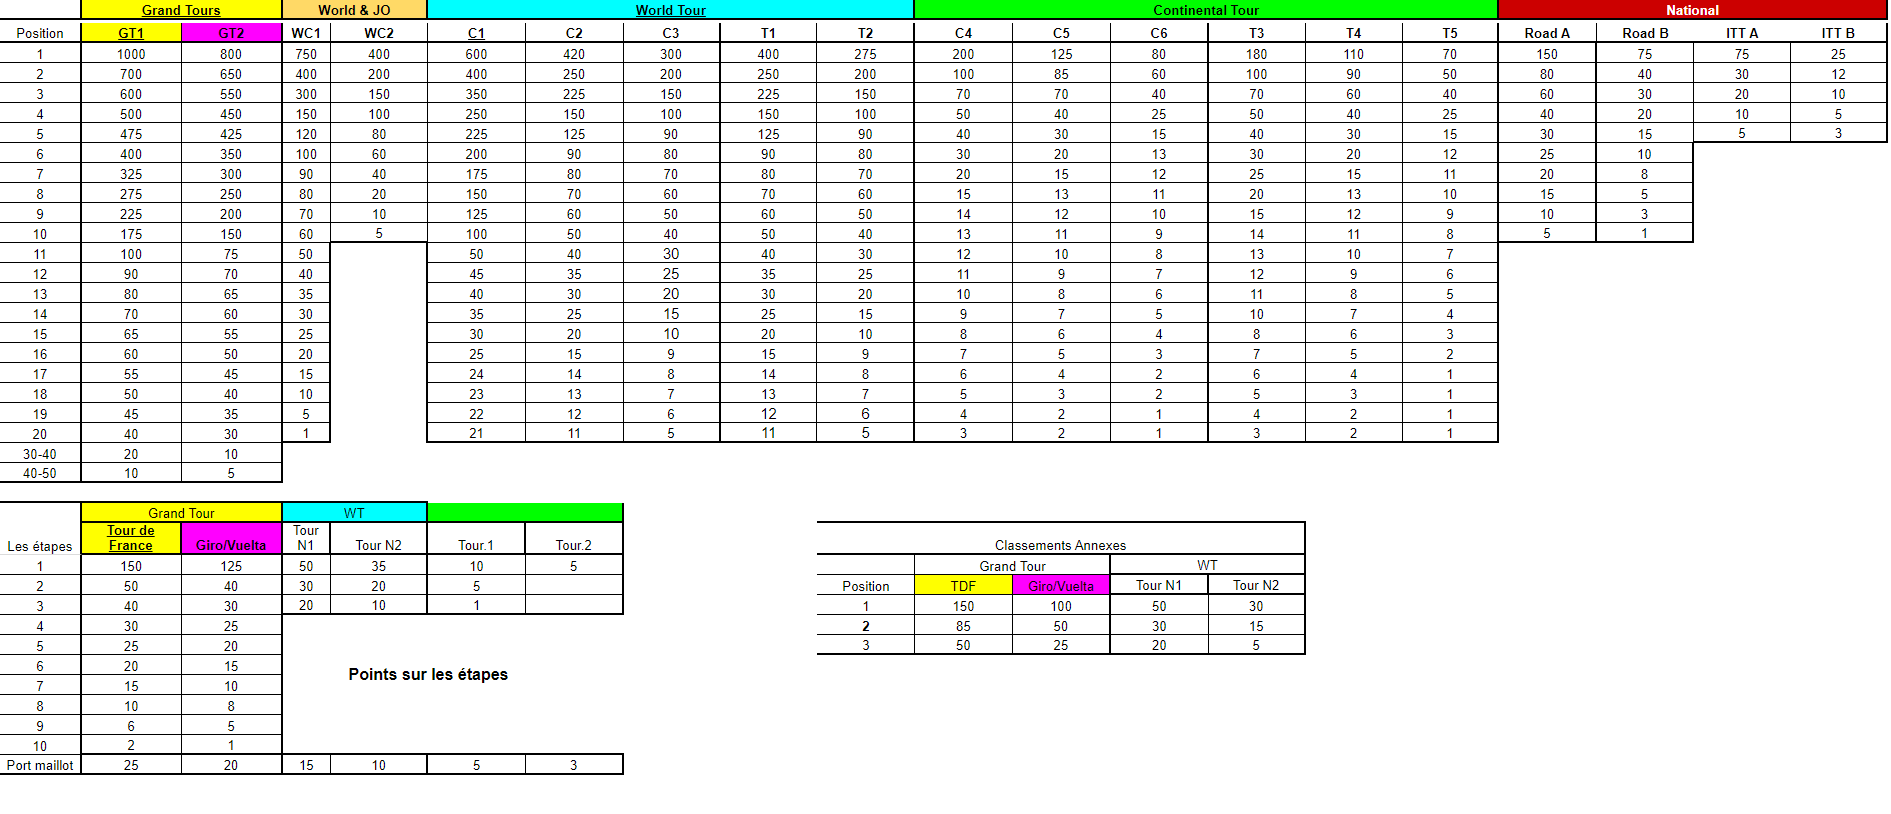 Grand Tours World & JO World Tour Continental Tour National
Position GT1 GT2 WC1 WC2 C1 C2 C3 T1 T2 C4 C5 C6 T3 T4 T5 Road A Road B ITT A ITT B
1 1000 800 750 400 600 420 300 400 275 200 125 80 180 110 70 150 75 75 25
2 700 650 400 200 400 250 200 250 200 100 85 60 100 90 50 80 40 30 12
3 600 550 300 150 350 225 150 225 150 70 70 40 70 60 40 60 30 20 10
4 500 450 150 100 250 150 100 150 100 50 40 25 50 40 25 40 20 10 5
5 475 425 120 80 225 125 90 125 90 40 30 15 40 30 15 30 15 5 3
6 400 350 100 60 200 90 80 90 80 30 20 13 30 20 12 25 10
7 325 300 90 40 175 80 70 80 70 20 15 12 25 15 11 20 8
8 275 250 80 20 150 70 60 70 60 15 13 11 20 13 10 15 5
9 225 200 70 10 125 60 50 60 50 14 12 10 15 12 9 10 3
10 175 150 60 5 100 50 40 50 40 13 11 9 14 11 8 5 1
11 100 75 50 50 40 30 40 30 12 10 8 13 10 7
12 90 70 40 45 35 25 35 25 11 9 7 12 9 6
13 80 65 35 40 30 20 30 20 10 8 6 11 8 5
14 70 60 30 35 25 15 25 15 9 7 5 10 7 4
15 65 55 25 30 20 10 20 10 8 6 4 8 6 3
16 60 50 20 25 15 9 15 9 7 5 3 7 5 2
17 55 45 15 24 14 8 14 8 6 4 2 6 4 1
18 50 40 10 23 13 7 13 7 5 3 2 5 3 1
19 45 35 5 22 12 6 12 6 4 2 1 4 2 1
20 40 30 1 21 11 5 11 5 3 2 1 3 2 1
30-40 20 10
40-50 10 5
Grand Tour WT
Les étapes Tour de France Giro/Vuelta Tour N1 Tour N2 Tour.1 Tour.2
1 150 125 50 35 10 5
2 50 40 30 20 5
3 40 30 20 10 1
4 30 25
5 25 20
6 20 15
7 15 10
8 10 8
9 6 5
10 2 1
Port maillot 25 20 15 10 5 3
Points sur les étapes
Classements Annexes
Grand Tour WT
Position TDF Giro/Vuelta Tour N1 Tour N2
1 150 100 50 30
2 85 50 30 15
3 50 25 20 5